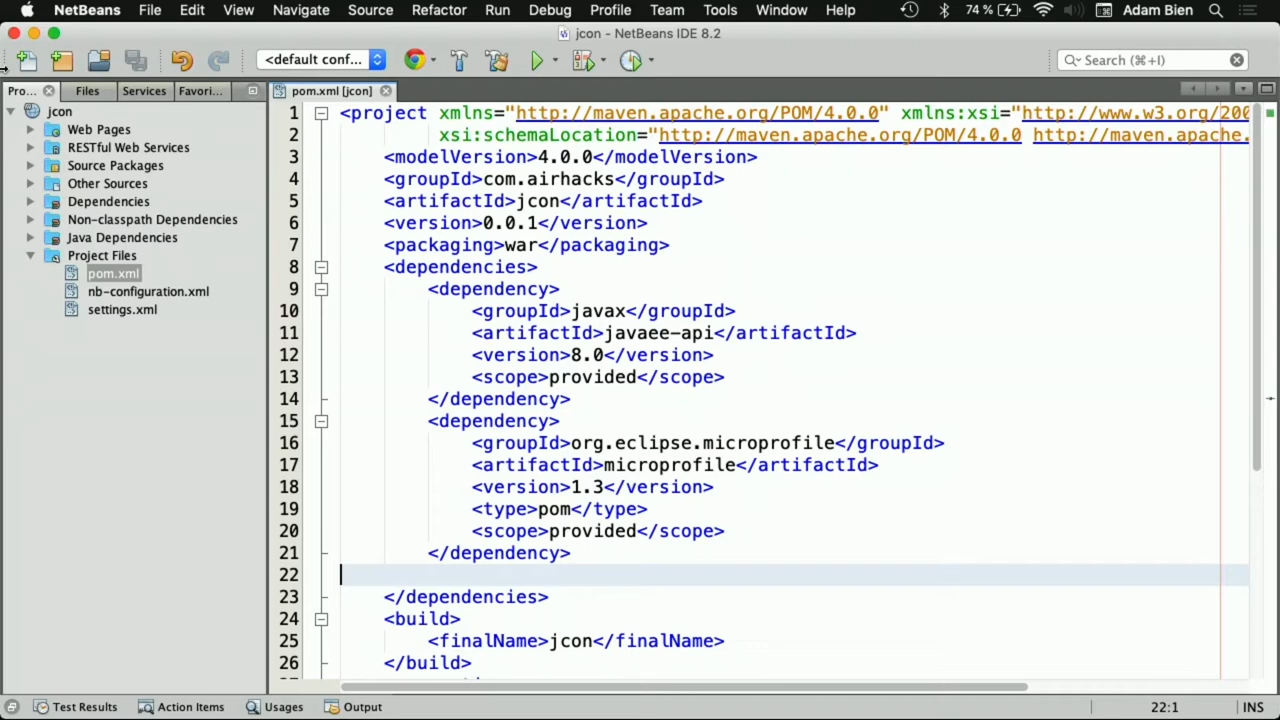 NetBeans File Edit View Navigate Source Refactor Run Debug Profile Team Tools Window Help 74 % Adam Bien
jcon - NetBeans IDE 8.2
<default conf... Search (⌘+I)
Pro... Files Services Favori... pom.xml [jcon]
jcon
Web Pages
RESTful Web Services
Source Packages
Other Sources
Dependencies
Non-classpath Dependencies
Java Dependencies
Project Files
pom.xml
nb-configuration.xml
settings.xml
1 <project xmlns="http://maven.apache.org/POM/4.0.0" xmlns:xsi="http://www.w3.org/200
2 xsi:schemaLocation="http://maven.apache.org/POM/4.0.0 http://maven.apache.
3 <modelVersion>4.0.0</modelVersion>
4 <groupId>com.airhacks</groupId>
5 <artifactId>jcon</artifactId>
6 <version>0.0.1</version>
7 <packaging>war</packaging>
8 <dependencies>
9 <dependency>
10 <groupId>javax</groupId>
11 <artifactId>javaee-api</artifactId>
12 <version>8.0</version>
13 <scope>provided</scope>
14 </dependency>
15 <dependency>
16 <groupId>org.eclipse.microprofile</groupId>
17 <artifactId>microprofile</artifactId>
18 <version>1.3</version>
19 <type>pom</type>
20 <scope>provided</scope>
21 </dependency>
22
23 </dependencies>
24 <build>
25 <finalName>jcon</finalName>
26 </build>
Test Results Action Items Usages Output 22:1 INS